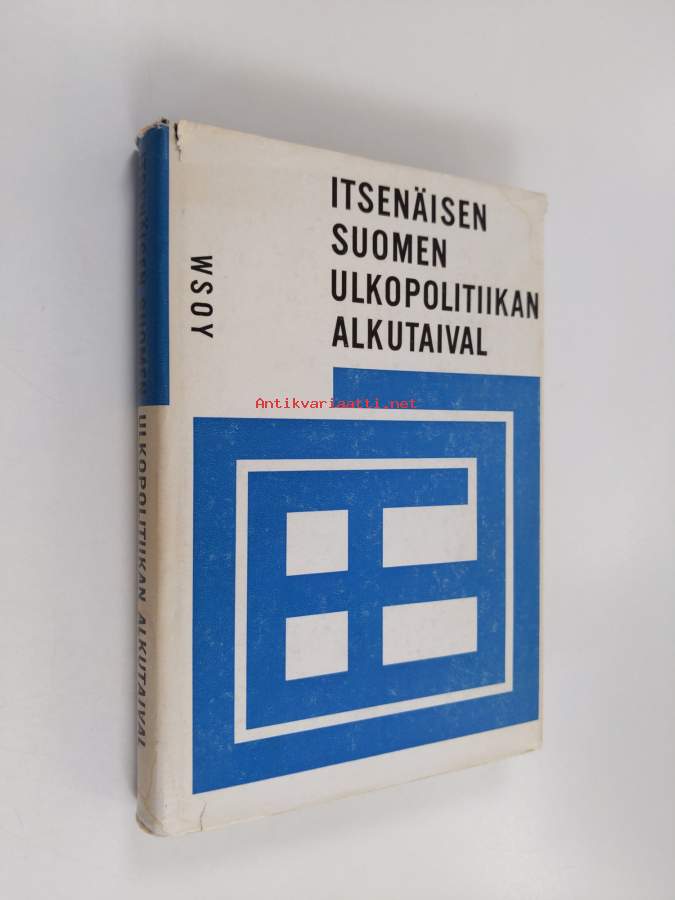 ITSENÄISEN
SUOMEN
ULKOPOLITIIKAN
ALKUTAIVAL
WSOY
Antikvariaatti.net
ITSENÄISEN SUOMEN ULKOPOLITIIKAN ALKUTAIVAL